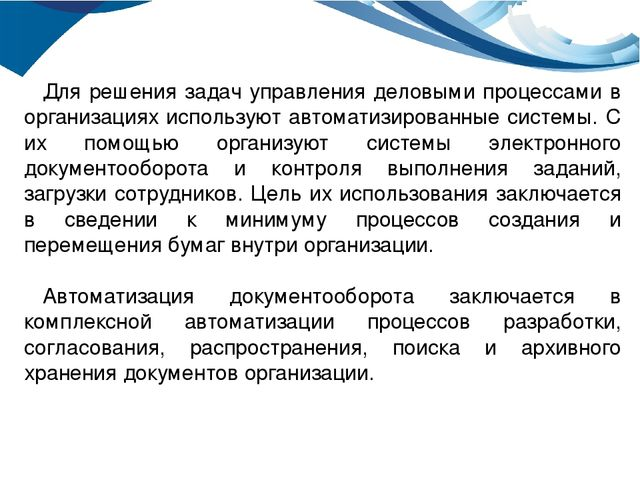 Для решения задач управления деловыми процессами в
организациях используют автоматизированные системы. С
их помощью организуют системы электронного
документооборота и контроля выполнения заданий,
загрузки сотрудников. Цель их использования заключается
в сведении к минимуму процессов создания и
перемещения бумаг внутри организации.
Автоматизация документооборота заключается в
комплексной автоматизации процессов разработки,
согласования, распространения, поиска и архивного
хранения документов организации.